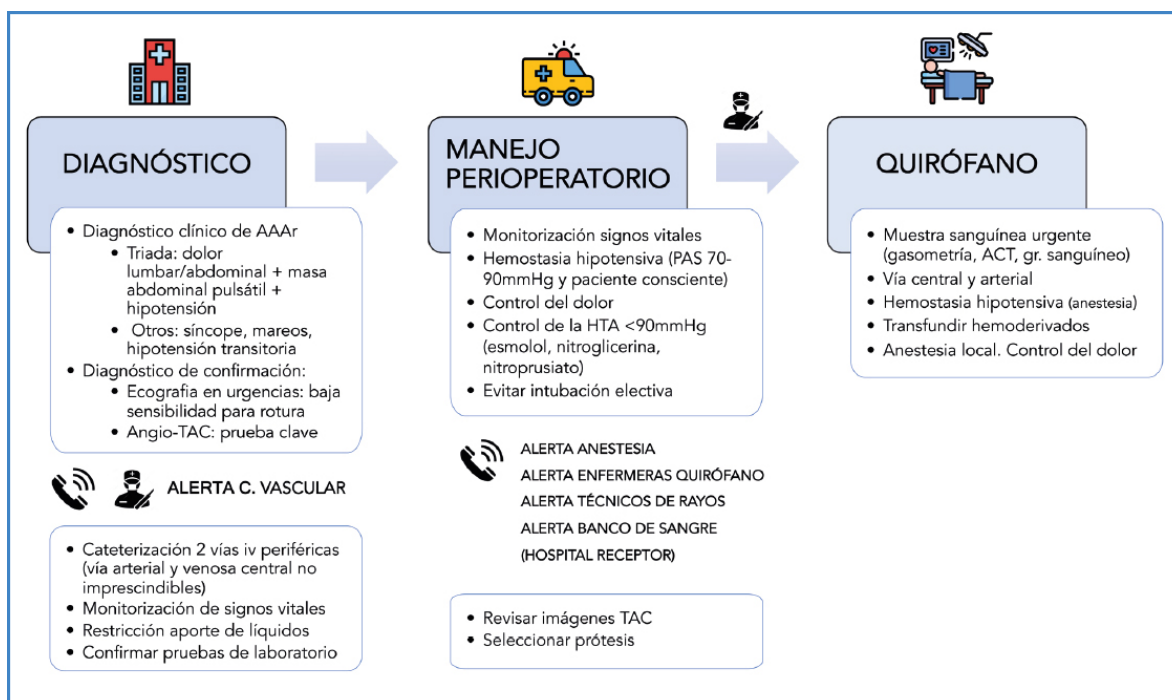 DIAGNÓSTICO
• Diagnóstico clínico de AAAr
• Triada: dolor
lumbar/abdominal + masa
abdominal pulsátil +
hipotensión
• Otros: síncope, mareos,
hipotensión transitoria
• Diagnóstico de confirmación:
• Ecografia en urgencias: baja
sensibilidad para rotura
• Angio-TAC: prueba clave
ALERTA C. VASCULAR
• Cateterización 2 vías iv periféricas
(vía arterial y venosa central no
imprescindibles)
• Monitorización de signos vitales
• Restricción aporte de líquidos
• Confirmar pruebas de laboratorio
MANEJO
PERIOPERATORIO
• Monitorización signos vitales
• Hemostasia hipotensiva (PAS 70-
90mmHg y paciente consciente)
• Control del dolor
• Control de la HTA <90mmHg
(esmolol, nitroglicerina,
nitroprusiato)
• Evitar intubación electiva
ALERTA ANESTESIA
ALERTA ENFERMERAS QUIRÓFANO
ALERTA TÉCNICOS DE RAYOS
ALERTA BANCO DE SANGRE
(HOSPITAL RECEPTOR)
• Revisar imágenes TAC
• Seleccionar prótesis
QUIRÓFANO
• Muestra sanguínea urgente
(gasometría, ACT, gr. sanguíneo)
• Vía central y arterial
• Hemostasia hipotensiva (anestesia)
• Transfundir hemoderivados
• Anestesia local. Control del dolor